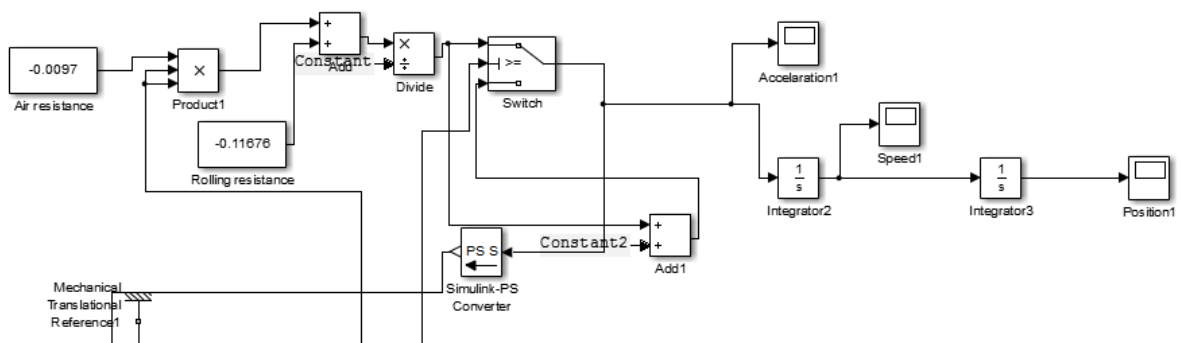 -0.0097
Air resistance
×
Product1
+
+
Constant
Add
×
÷
Divide
>=
Switch
Accelaration1
-0.11676
Rolling resistance
Speed1
1
s
Integrator2
1
s
Integrator3
Position1
+
+
Constant2
Add1
PS S
Simulink-PS
Converter
Mechanical
Translational
Reference1